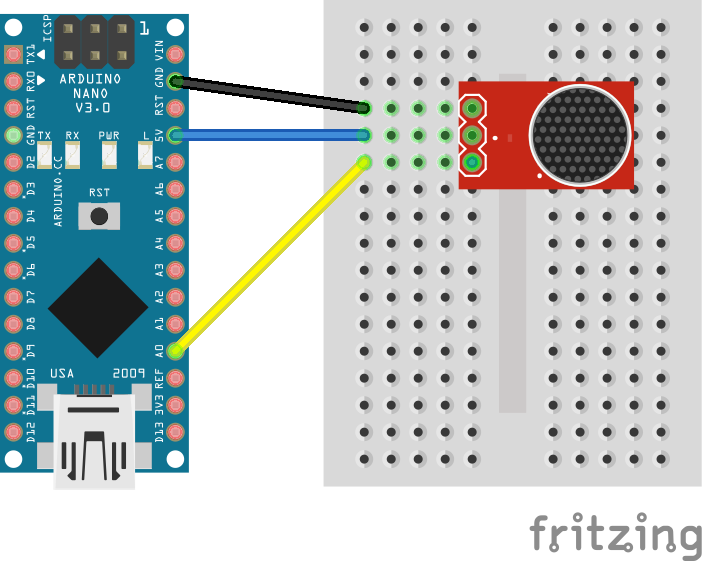 ICSP
1
TX1
RX0
RST
GND
D2
D3
D4
D5
D6
D7
D8
D9
D10
D11
D12
ARDUINO
NANO
V3.0
TX RX PWR L
ARDUINO.CC
RST
USA 2009
VIN
GND
RST
5V
A7
A6
A5
A4
A3
A2
A1
A0
REF
3V3
D13
fritzing